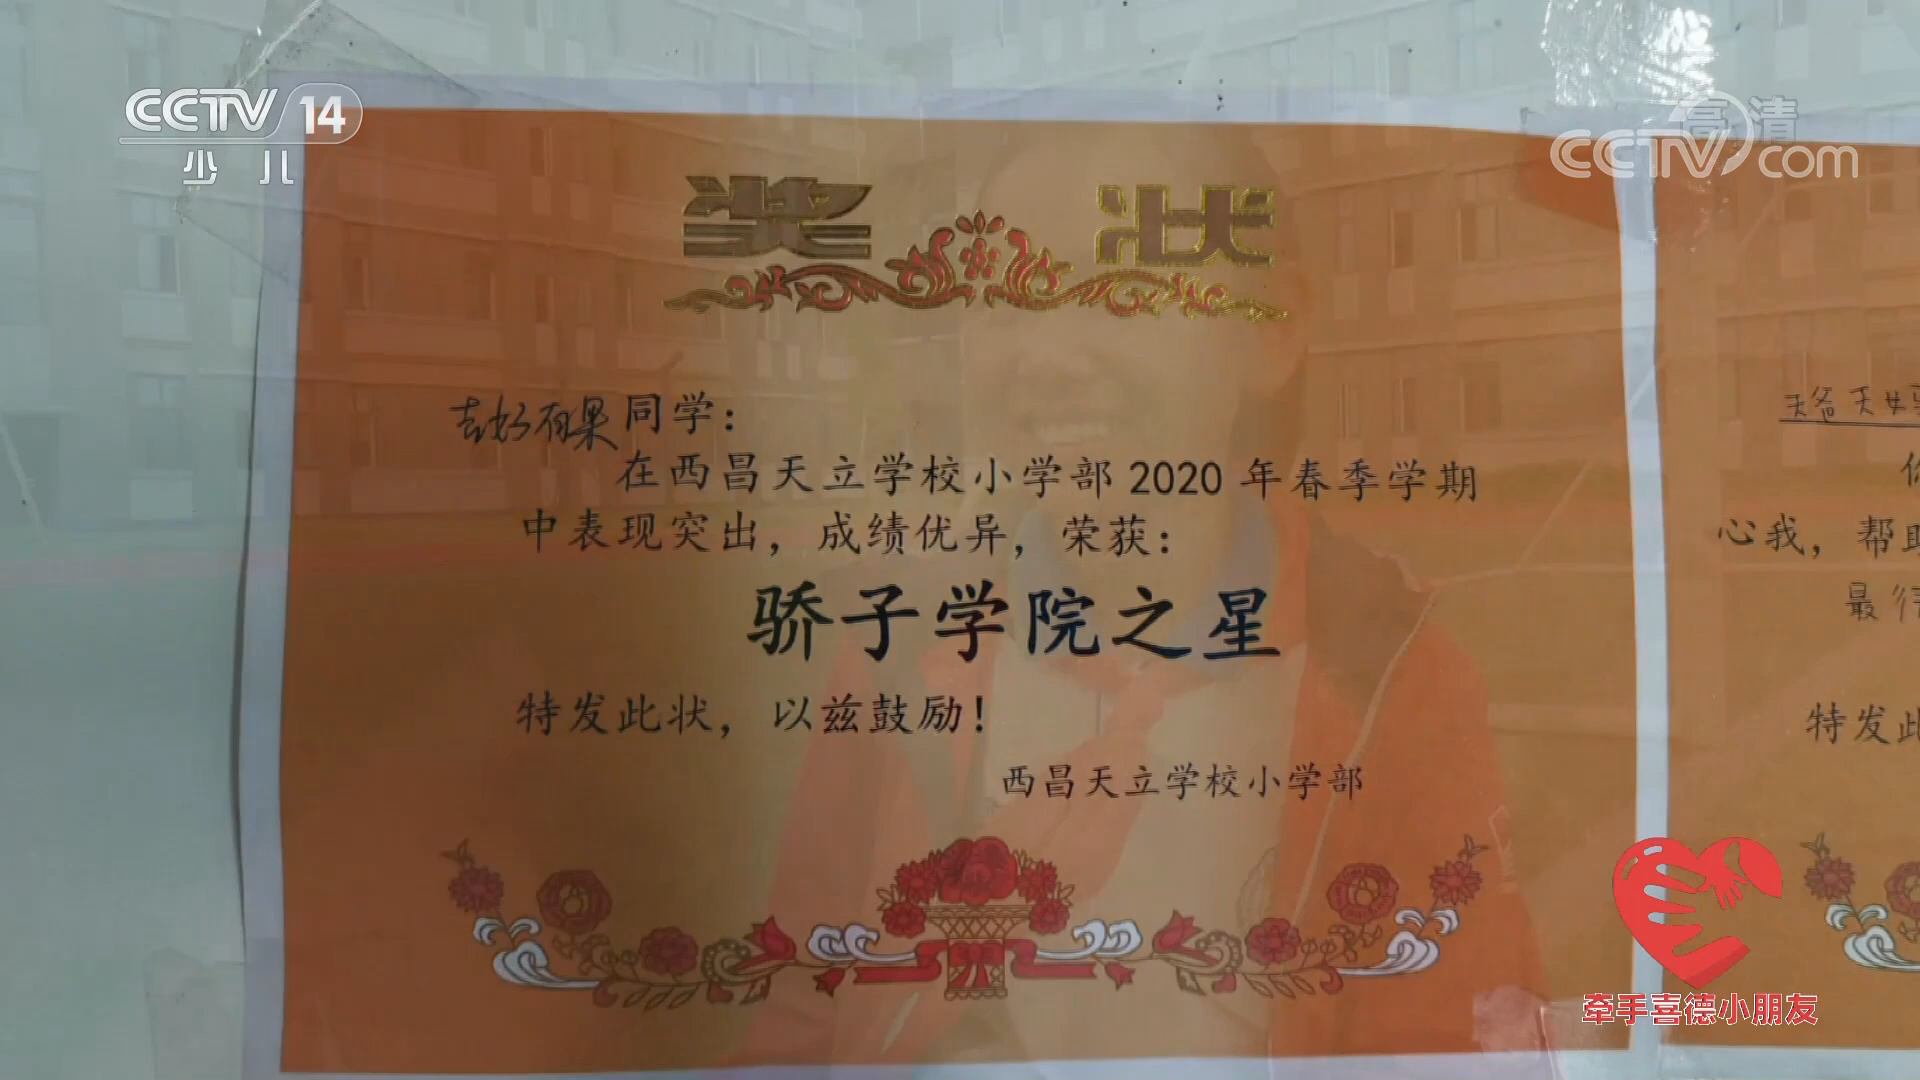 CCTV 14
少儿
高清
CCTV.com
奖状
同学：
在西昌天立学校小学部2020年春季学期
中表现突出，成绩优异，荣获：
骄子学院之星
特发此状，以兹鼓励！
西昌天立学校小学部
心我，帮助
最
特发此
牵手喜德小朋友